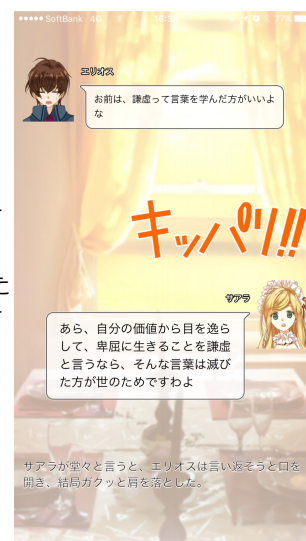 SoftBank 4G
77%
エリオス
お前は、謙虚って言葉を学んだ方がいいよ
な
キッパリ!!
サアラ
あら、自分の価値から目を逸ら
して、卑屈に生きることを謙虚
と言うなら、そんな言葉は滅び
た方が世のためですわよ
サアラが堂々と言うと、エリオスは言い返そうと口を
開き、結局ガクッと肩を落とした。